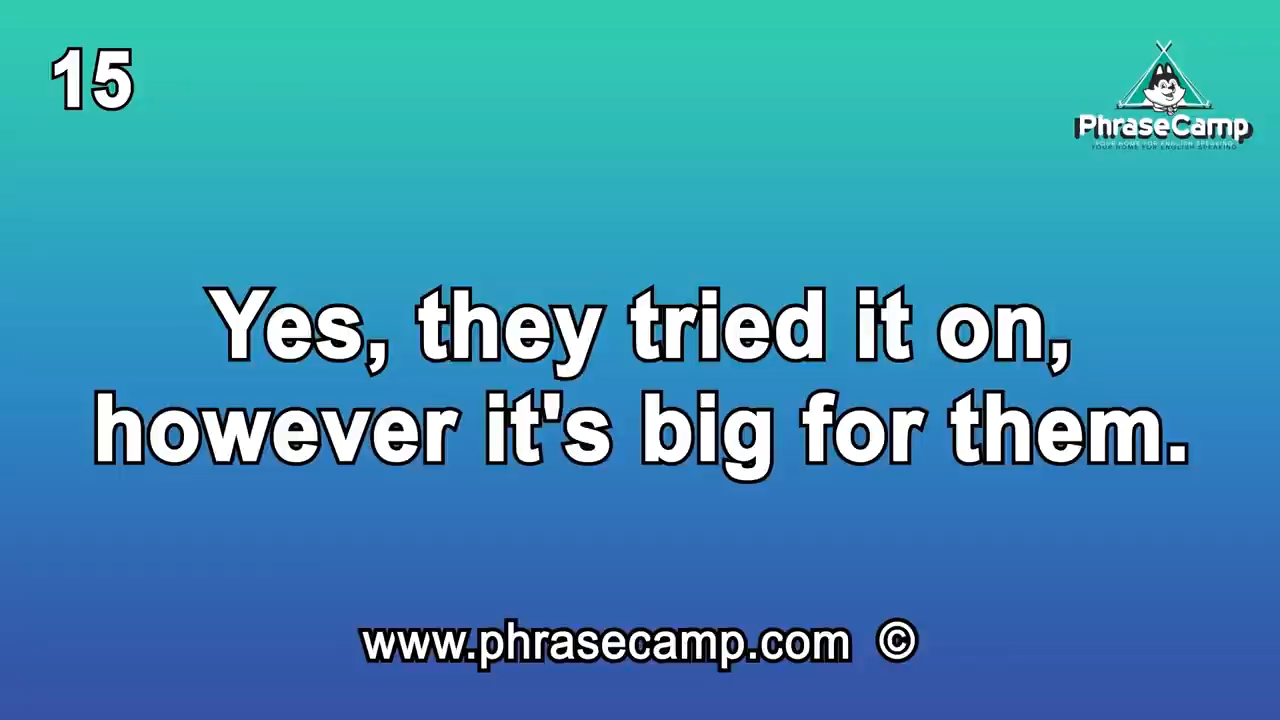 15
PhraseCamp
YOUR HOME FOR ENGLISH SPEAKING
Yes, they tried it on,
however it's big for them.
www.phrasecamp.com ©